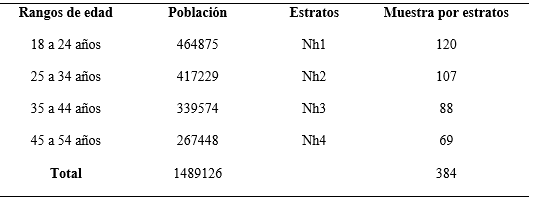 Rangos de edad Población Estratos Muestra por estratos
18 a 24 años 464875 Nh1 120
25 a 34 años 417229 Nh2 107
35 a 44 años 339574 Nh3 88
45 a 54 años 267448 Nh4 69
Total 1489126 384